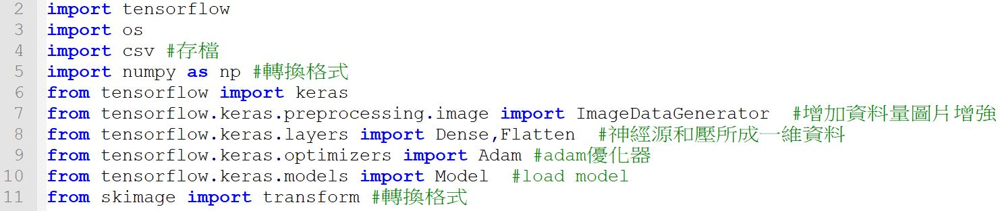 2 import tensorflow
3 import os
4 import csv #存檔
5 import numpy as np #轉換格式
6 from tensorflow import keras
7 from tensorflow.keras.preprocessing.image import ImageDataGenerator  #增加資料量圖片增強
8 from tensorflow.keras.layers import Dense,Flatten  #神經源和壓所成一維資料
9 from tensorflow.keras.optimizers import Adam #adam優化器
10 from tensorflow.keras.models import Model  #load model
11 from skimage import transform #轉換格式